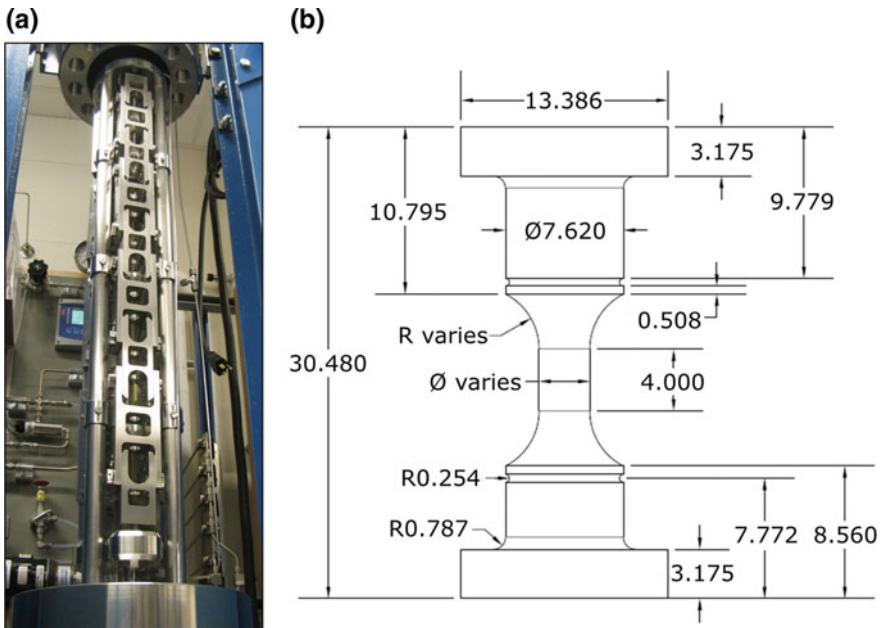 (a)
(b)
13.386
3.175
10.795
9.779
Ø7.620
0.508
R varies
30.480
Ø varies
4.000
R0.254
R0.787
7.772
8.560
3.175